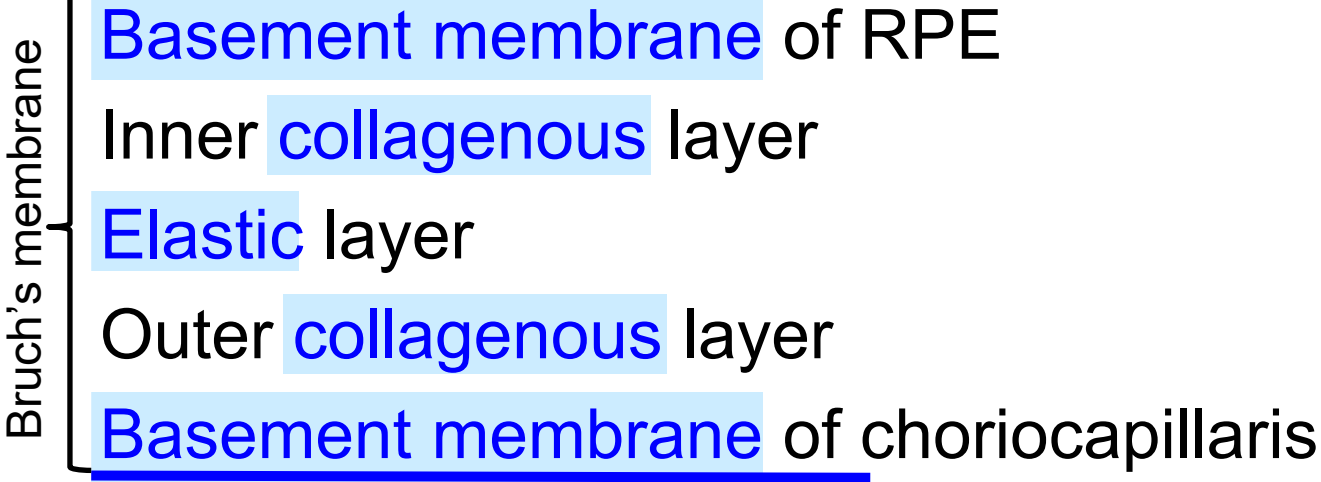 Bruch's membrane
Basement membrane of RPE
Inner collagenous layer
Elastic layer
Outer collagenous layer
Basement membrane of choriocapillaris